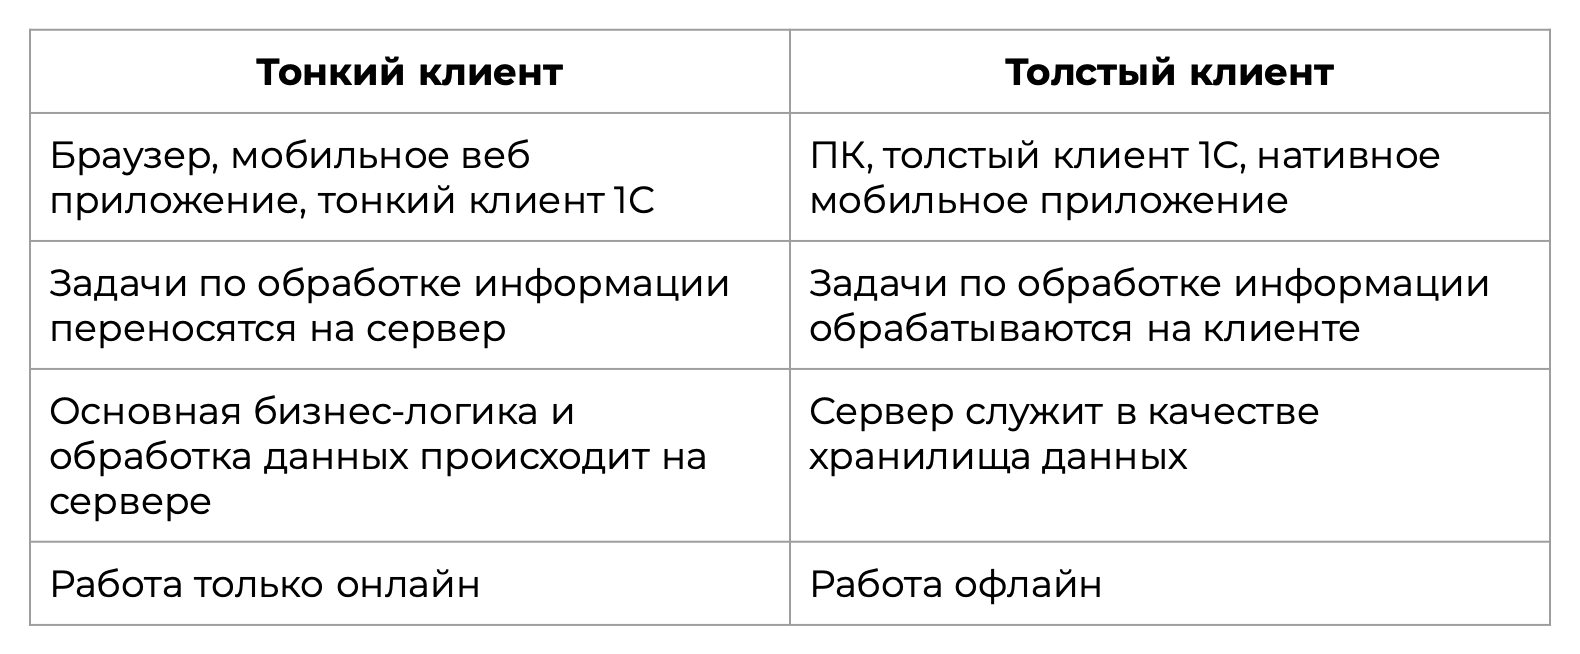 Тонкий клиент
Толстый клиент
Браузер, мобильное веб
приложение, тонкий клиент 1С
ПК, толстый клиент 1С, нативное
мобильное приложение
Задачи по обработке информации
переносятся на сервер
Задачи по обработке информации
обрабатываются на клиенте
Основная бизнес-логика и
обработка данных происходит на
сервере
Сервер служит в качестве
хранилища данных
Работа только онлайн
Работа офлайн